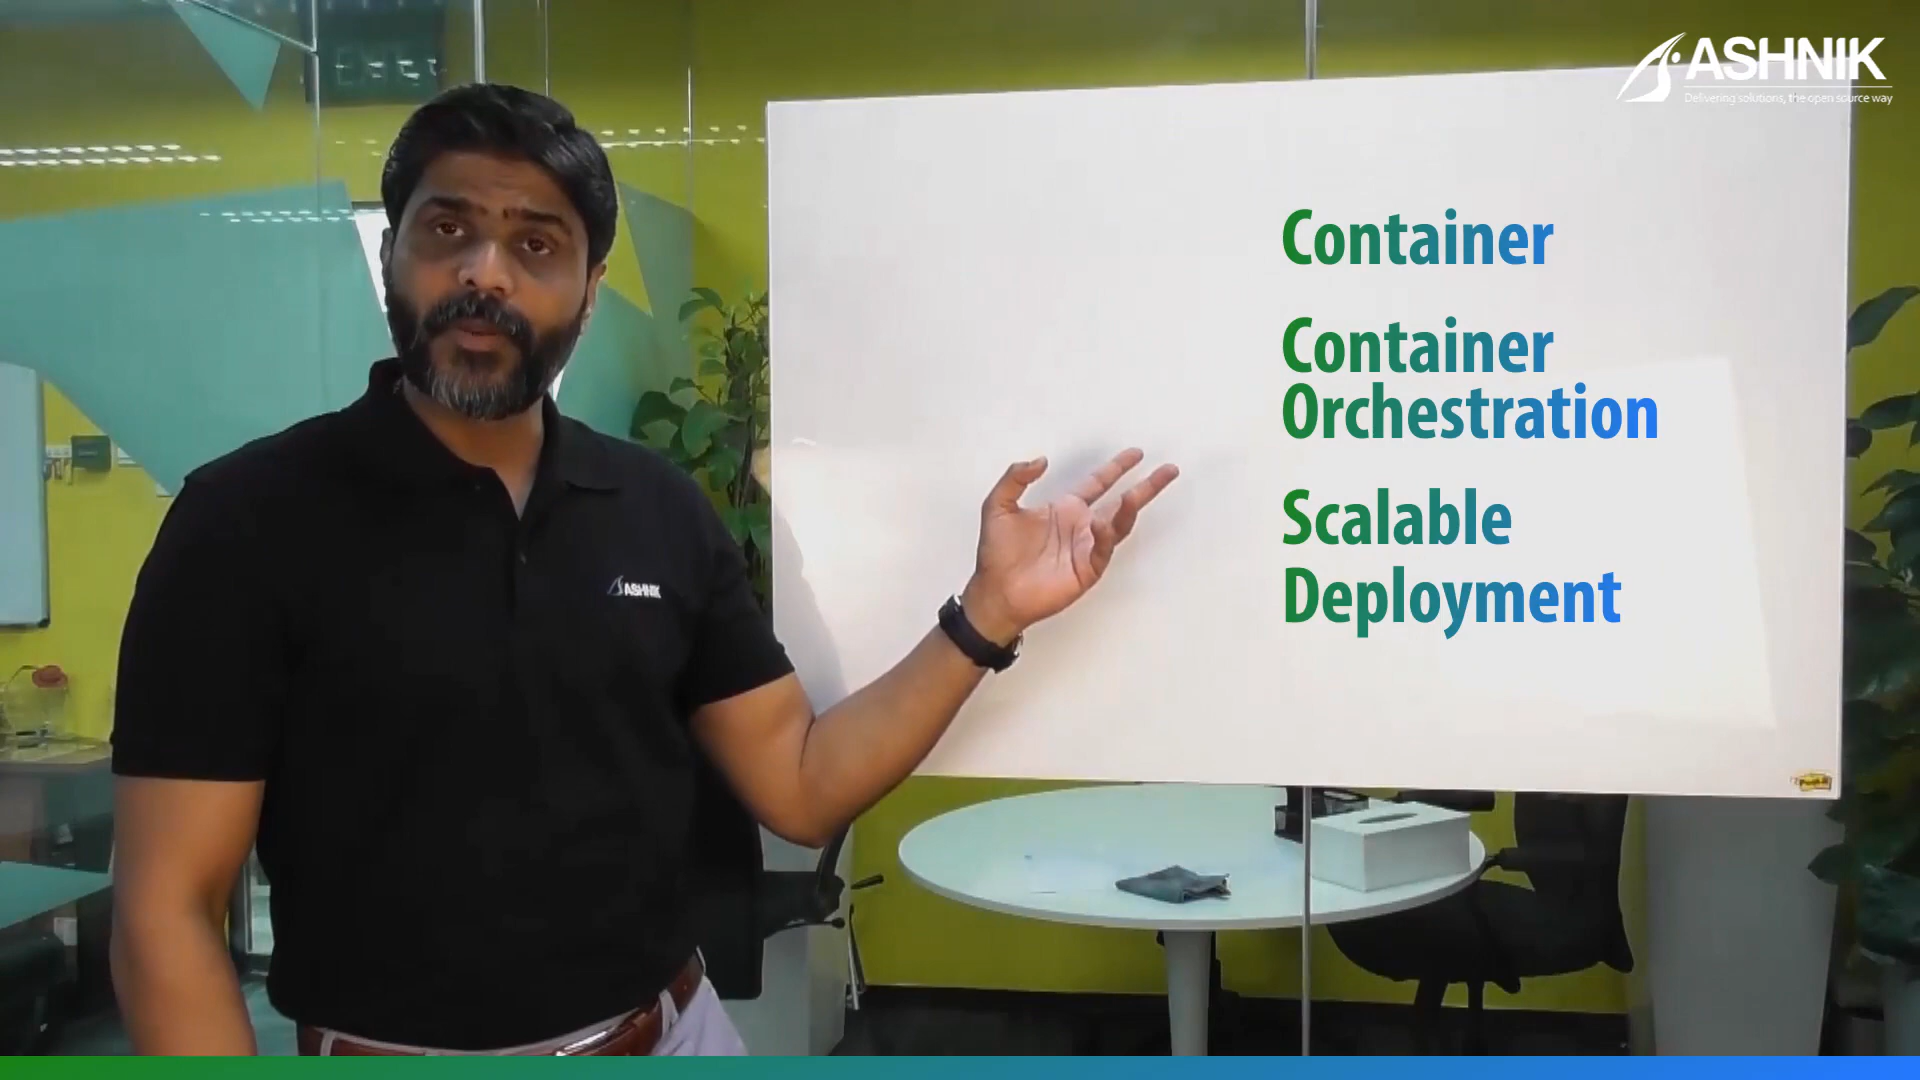 ASHNIK
Delivering solutions, the open source way
Container
Container
Orchestration
Scalable
Deployment
ASHNIK